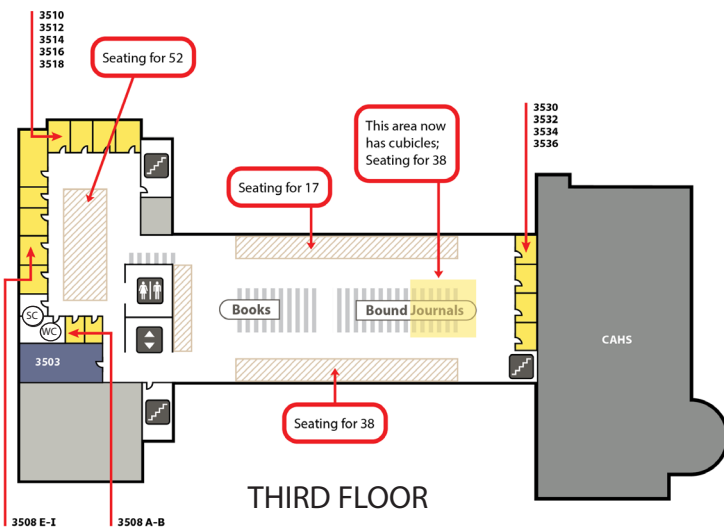 3510
3512
3514
3516
3518
Seating for 52
This area now
has cubicles;
Seating for 38
3530
3532
3534
3536
Seating for 17
SC
WC
Books
Bound Journals
CAHS
3503
Seating for 38
THIRD FLOOR
3508 E-I
3508 A-B